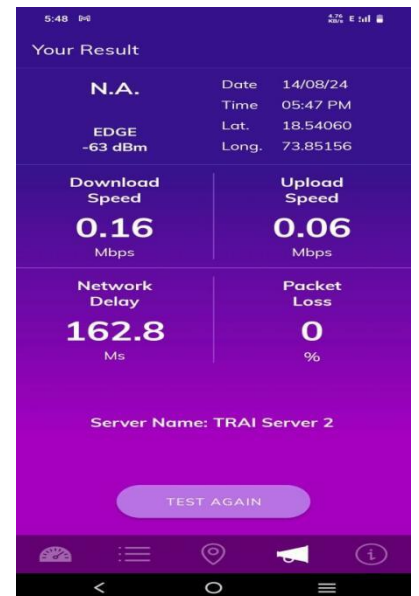 5:48
4.76 KB/s E
Your Result
N.A.
EDGE
-63 dBm
Date 14/08/24
Time 05:47 PM
Lat. 18.54060
Long. 73.85156
Download
Speed
0.16
Mbps
Upload
Speed
0.06
Mbps
Network
Delay
162.8
Ms
Packet
Loss
0
%
Server Name: TRAI Server 2
TEST AGAIN